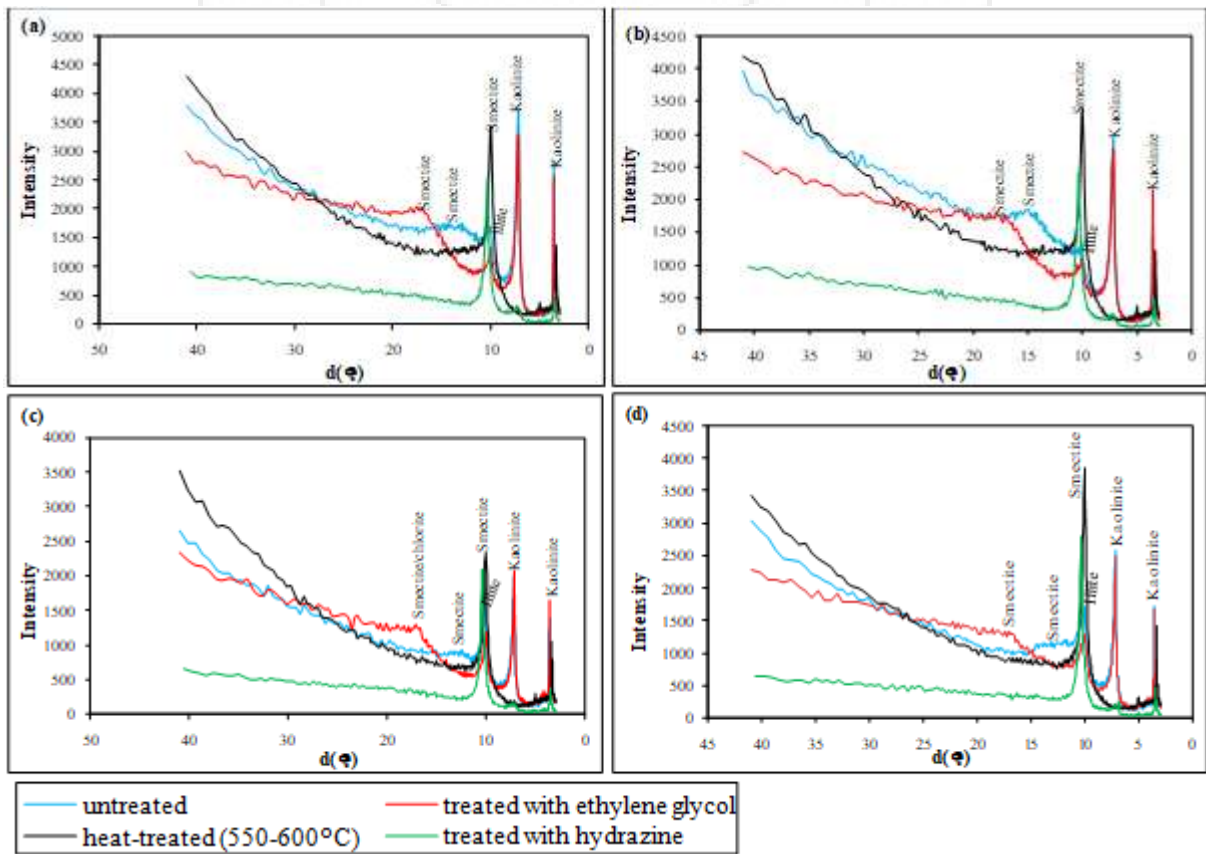 (a)
5000
4500
4000
3500
3000
2500
2000
1500
1000
500
0
Intensity
50
40
30
20
10
0
d(
Smectite
Smectite
Smectite
Illite
Kaolinite
Kaolinite
(b)
4500
4000
3500
3000
2500
2000
1500
1000
500
0
Intensity
45
40
35
30
25
20
15
10
5
0
d(
Smectite
Smectite
Smectite
Illite
Kaolinite
Kaolinite
(c)
4000
3500
3000
2500
2000
1500
1000
500
0
Intensity
50
40
30
20
10
0
d(
Smectite/chlorite
Smectite
Smectite
Illite
Kaolinite
Kaolinite
(d)
4500
4000
3500
3000
2500
2000
1500
1000
500
0
Intensity
45
40
35
30
25
20
15
10
5
0
d(
Smectite
Smectite
Smectite
Illite
Kaolinite
Kaolinite
untreated
treated with ethylene glycol
heat-treated (550-600°C)
treated with hydrazine